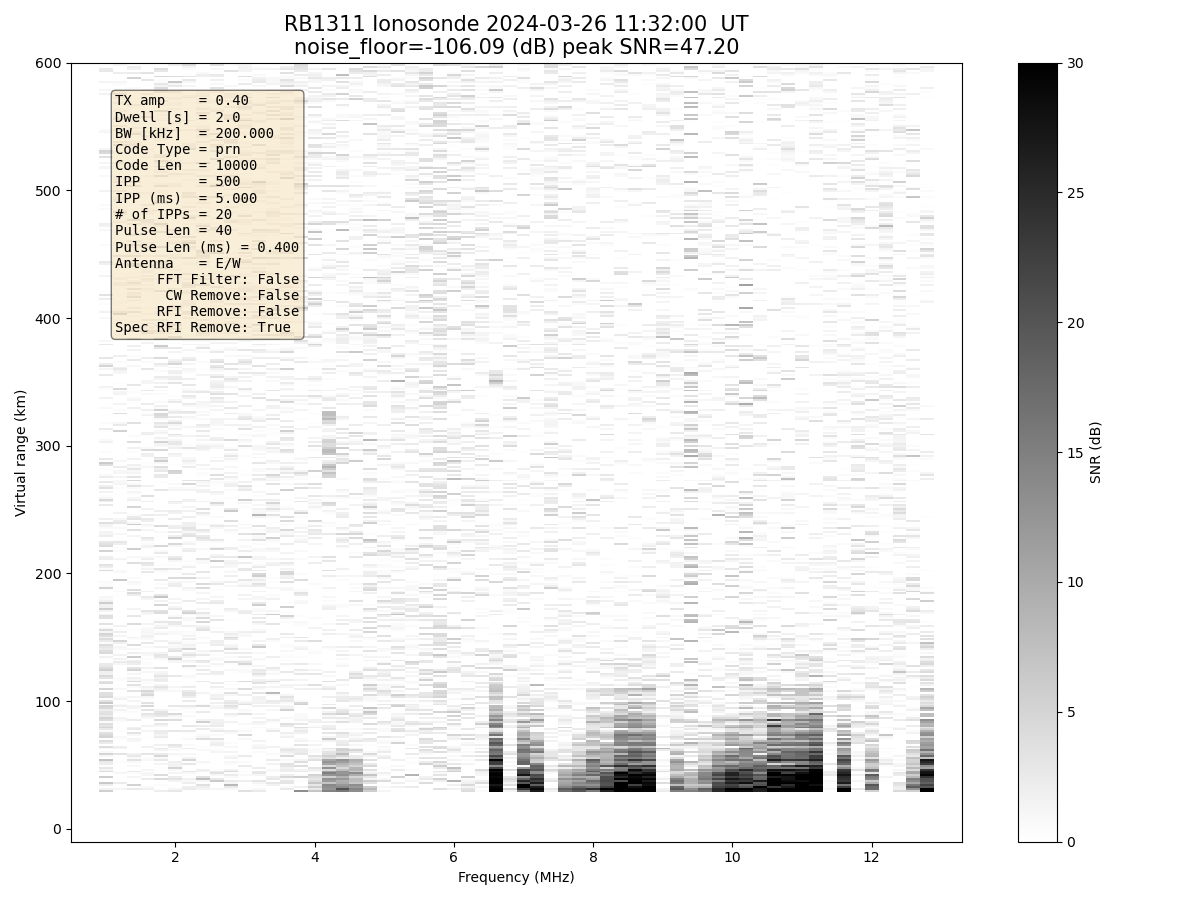 RB1311 Ionosonde 2024-03-26 11:32:00 UT
noise_floor=-106.09 (dB) peak SNR=47.20
TX amp = 0.40
Dwell [s] = 2.0
BW [kHz] = 200.000
Code Type = prn
Code Len = 10000
IPP = 500
IPP (ms) = 5.000
# of IPPs = 20
Pulse Len = 40
Pulse Len (ms) = 0.400
Antenna = E/W
FFT Filter: False
CW Remove: False
RFI Remove: False
Spec RFI Remove: True
Virtual range (km)
600
500
400
300
200
100
0
2 4 6 8 10 12
Frequency (MHz)
30
25
20
15
10
5
0
SNR (dB)